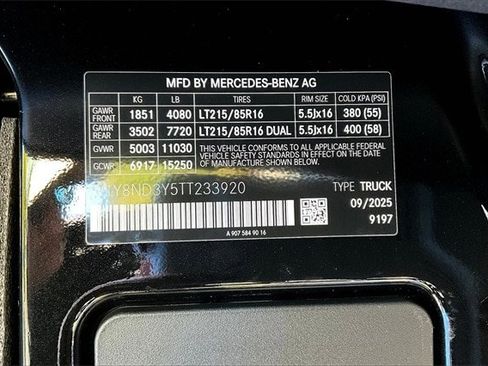 MFD BY MERCEDES-BENZ AG
KG LB TIRES RIM SIZE COLD KPA (PSI)
GAWR FRONT 1851 4080 LT215/85R16 5.5Jx16 380 (55)
GAWR REAR 3502 7720 LT215/85R16 DUAL 5.5Jx16 400 (58)
GVWR 5003 11030 THIS VEHICLE CONFORMS TO ALL APPLICABLE FEDERAL MOTOR VEHICLE SAFETY STANDARDS IN EFFECT ON THE DATE OF MANUFACTURE SHOWN.
GCWR 6917 15250
Y8ND3Y5TT233920 TYPE TRUCK
09/2025
9197
A 907 584 90 16